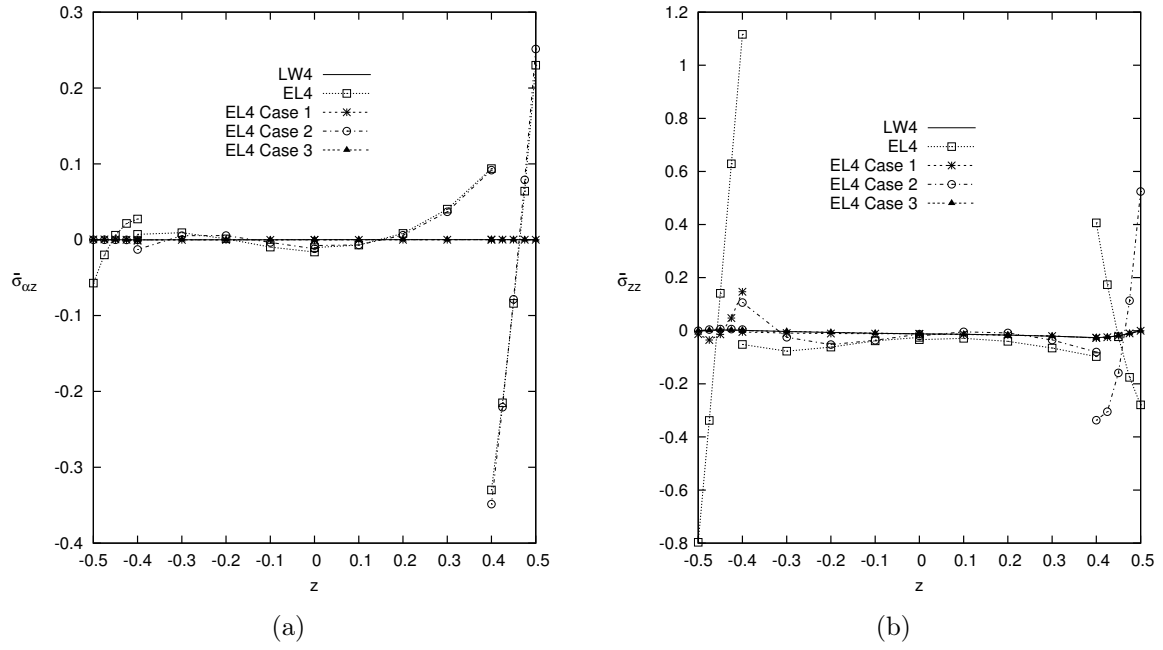 0.3
0.2
0.1
0
-0.1
-0.2
-0.3
-0.4
σ̄αz
-0.5 -0.4 -0.3 -0.2 -0.1 0.0 0.1 0.2 0.3 0.4 0.5
z
LW4
EL4
EL4 Case 1
EL4 Case 2
EL4 Case 3
(a)
1.2
1
0.8
0.6
0.4
0.2
0
-0.2
-0.4
-0.6
-0.8
σ̄zz
-0.5 -0.4 -0.3 -0.2 -0.1 0.0 0.1 0.2 0.3 0.4 0.5
z
LW4
EL4
EL4 Case 1
EL4 Case 2
EL4 Case 3
(b)